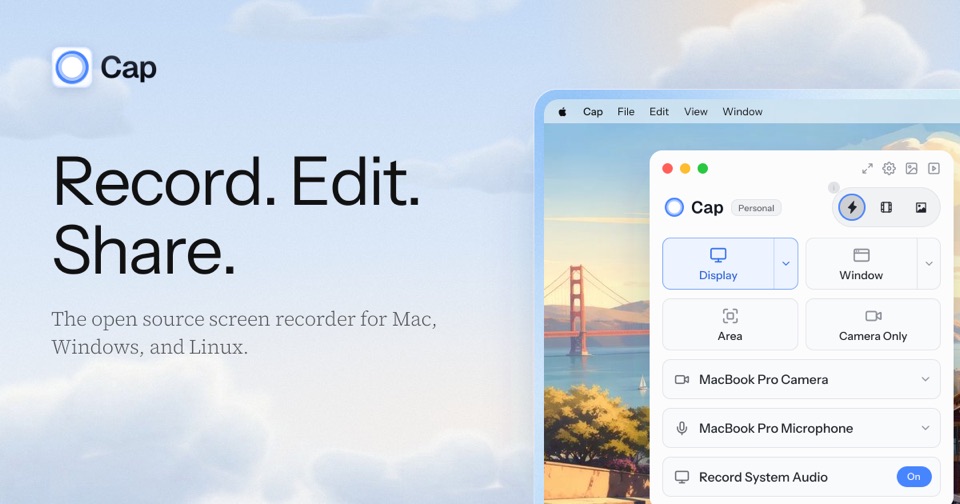 Cap
Record. Edit.
Share.
The open source screen recorder for Mac,
Windows, and Linux.
Cap File Edit View Window
Cap Personal
Display
Window
Area
Camera Only
MacBook Pro Camera
MacBook Pro Microphone
Record System Audio On